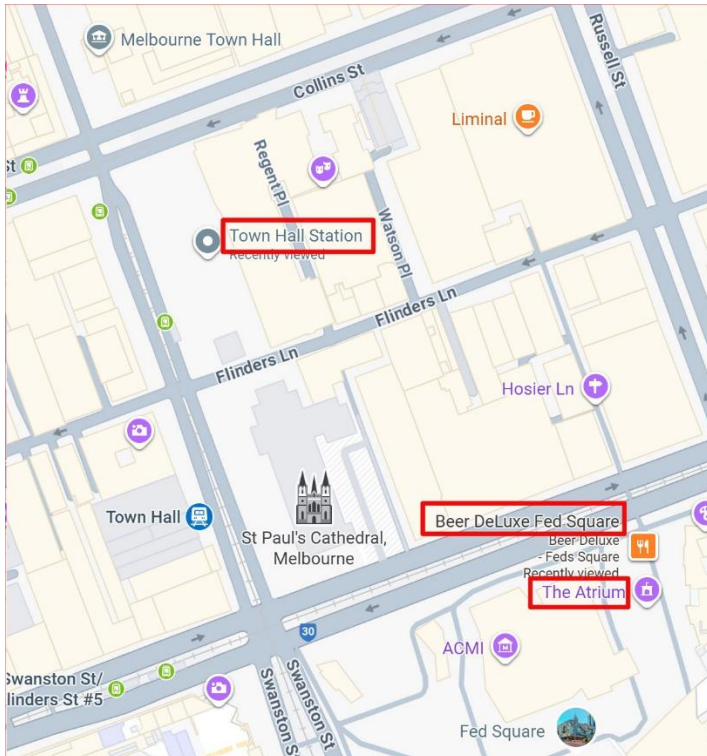 Melbourne Town Hall
Russell St
Collins St
Liminal
St
Regent Pl
Watson Pl
Town Hall Station
Recently viewed
Flinders Ln
Flinders Ln
Hosier Ln
Town Hall
St Paul's Cathedral,
Melbourne
Beer DeLuxe Fed Square
Beer Deluxe
- Feds Square
Recently viewed
The Atrium
30
ACMI
Swanston St/
linders St #5
Swanston St
Swanston St
Fed Square